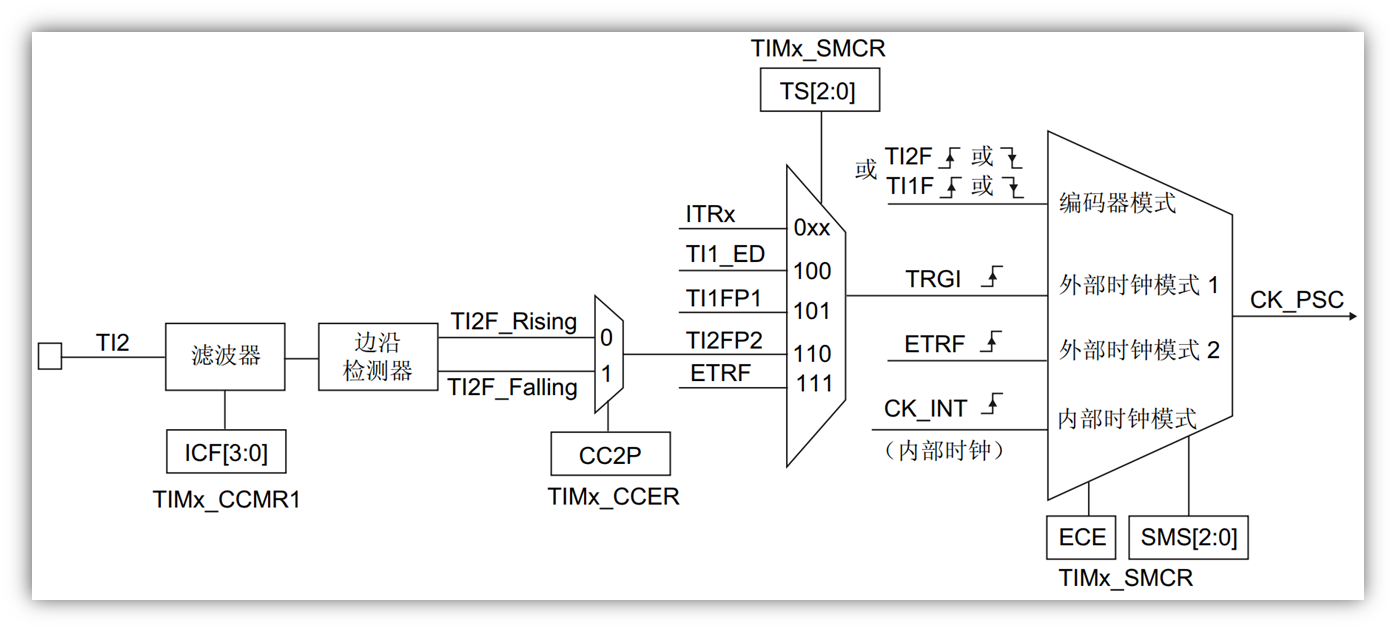 TIMx_SMCR
TS[2:0]
或
TI2F 或
TI1F 或
编码器模式
ITRx
0xx
TI1_ED
100
TRGI
外部时钟模式 1
TI1FP1
101
CK_PSC
TI2
滤波器
边沿
检测器
TI2F_Rising
0
TI2F_Falling
1
TI2FP2
110
ETRF
111
ETRF
外部时钟模式 2
CK_INT
(内部时钟)
内部时钟模式
ICF[3:0]
TIMx_CCMR1
CC2P
TIMx_CCER
ECE
SMS[2:0]
TIMx_SMCR